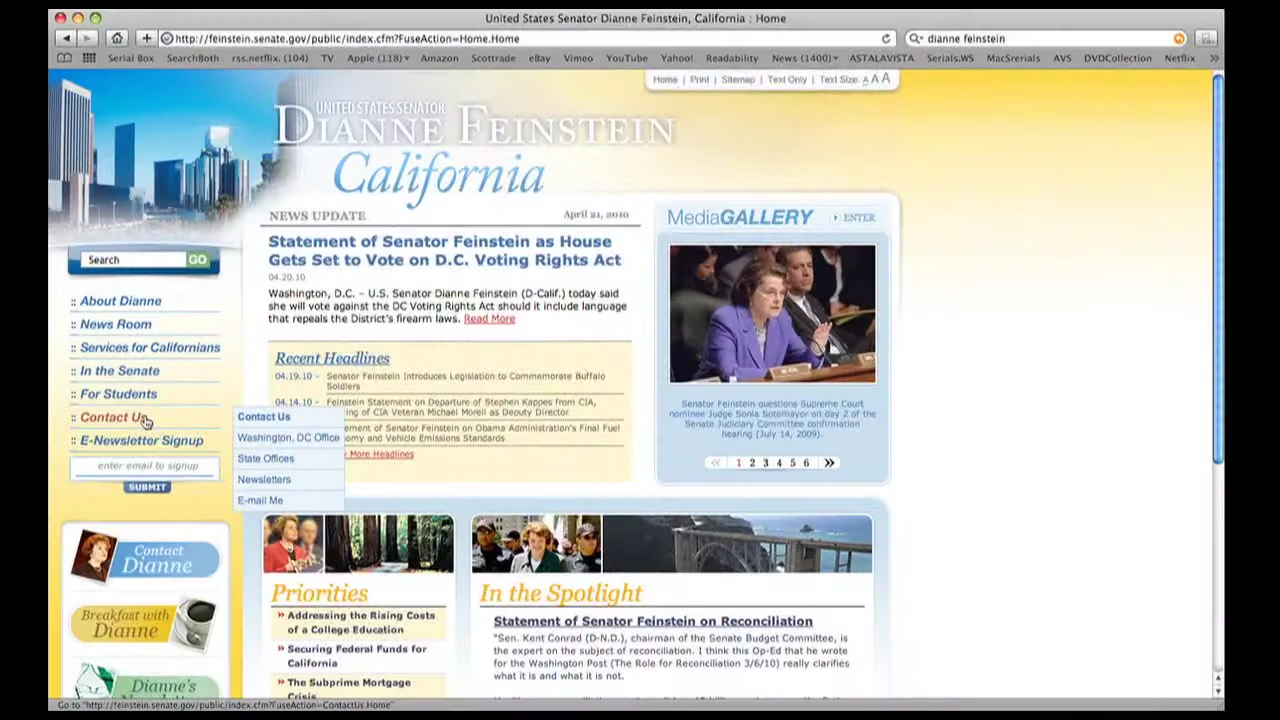 United States Senator Dianne Feinstein, California : Home
http://feinstein.senate.gov/public/index.cfm?FuseAction=Home.Home
dianne feinstein
Serial Box SearchBoth rss.netflix. (104) TV Apple (118) Amazon Scottrade eBay Vimeo YouTube Yahoo! Readability News (1400) ASTALAVISTA Serials.WS MacSrerials AVS DVDCollection Netflix
Home | Print | Sitemap | Text Only | Text Size: A A A
UNITED STATES SENATOR
DIANNE FEINSTEIN
California
NEWS UPDATE April 21, 2010
Statement of Senator Feinstein as House
Gets Set to Vote on D.C. Voting Rights Act
04.20.10
Washington, D.C. – U.S. Senator Dianne Feinstein (D-Calif.) today said
she will vote against the DC Voting Rights Act should it include language
that repeals the District's firearm laws. Read More
Recent Headlines
04.19.10 - Senator Feinstein Introduces Legislation to Commemorate Buffalo
Soldiers
04.14.10 - Feinstein Statement on Departure of Stephen Kappes from CIA,
ing of CIA Veteran Michael Morell as Deputy Director
ement of Senator Feinstein on Obama Administration's Final Fuel
omy and Vehicle Emissions Standards
More Headlines
MediaGALLERY ENTER
Senator Feinstein questions Supreme Court
nominee Judge Sonia Sotomayor on day 2 of the
Senate Judiciary Committee confirmation
hearing (July 14, 2009).
1 2 3 4 5 6
Search GO
:: About Dianne
:: News Room
:: Services for Californians
:: In the Senate
:: For Students
:: Contact Us
:: E-Newsletter Signup
enter email to signup
SUBMIT
Contact Us
Washington, DC Office
State Offices
Newsletters
E-mail Me
Contact
Dianne
Breakfast with
Dianne
Dianne's
Priorities
» Addressing the Rising Costs
of a College Education
» Securing Federal Funds for
California
» The Subprime Mortgage
Crisis
In the Spotlight
Statement of Senator Feinstein on Reconciliation
"Sen. Kent Conrad (D-N.D.), chairman of the Senate Budget Committee, is
the expert on the subject of reconciliation. I think this Op-Ed that he wrote
for the Washington Post (The Role for Reconciliation 3/6/10) really clarifies
what it is and what it is not.
Go to "http://feinstein.senate.gov/public/index.cfm?FuseAction=ContactUs.Home"